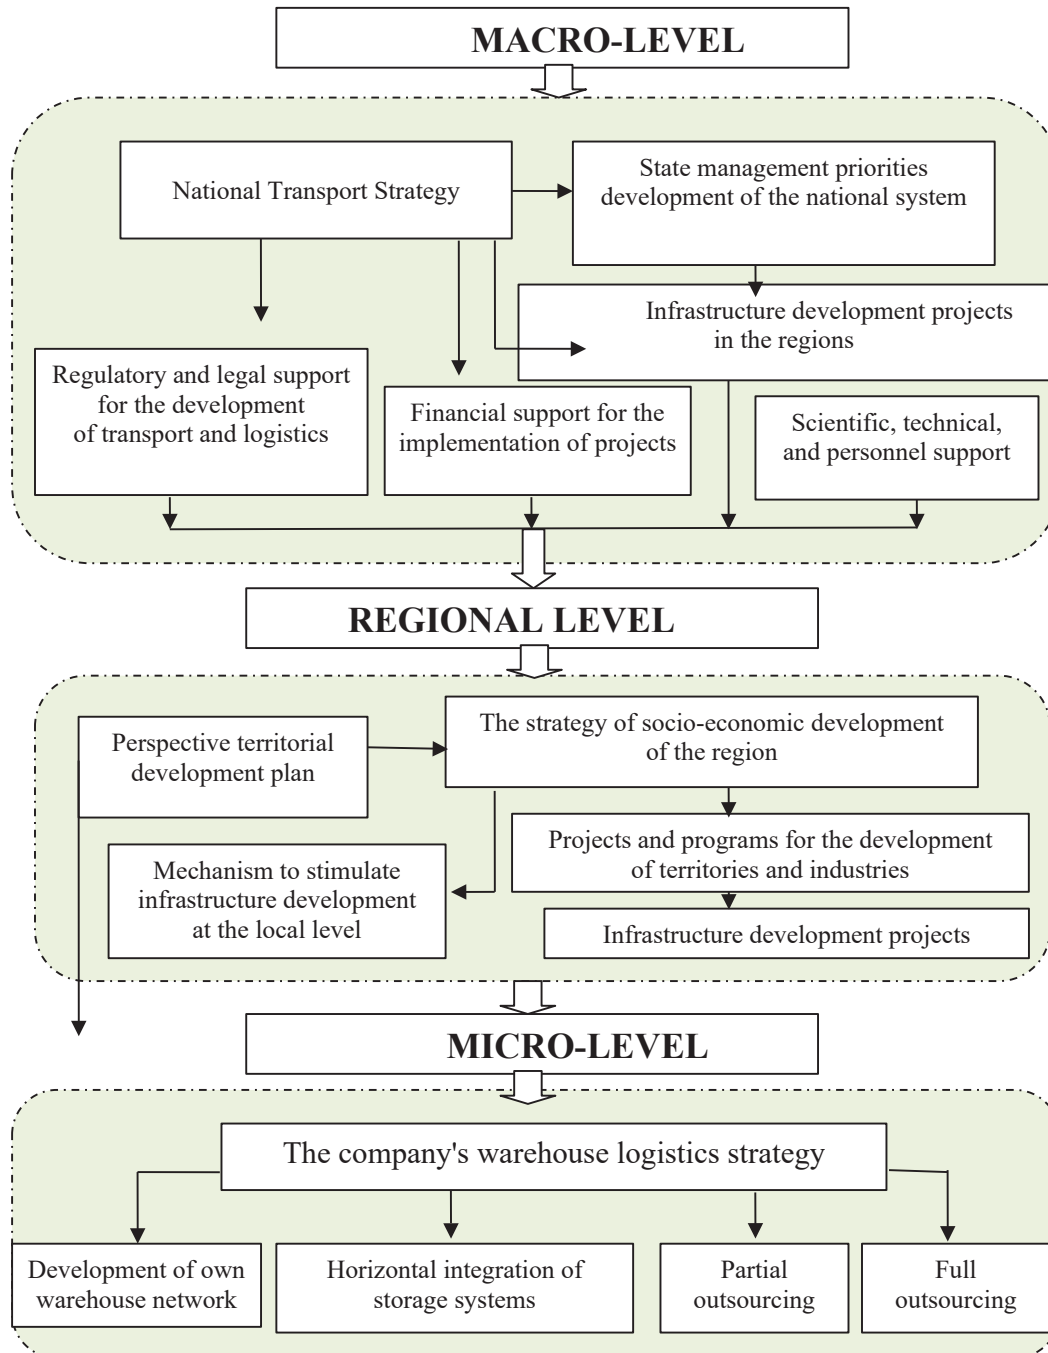 MACRO-LEVEL
National Transport Strategy
State management priorities
development of the national system
Infrastructure development projects
in the regions
Regulatory and legal support
for the development
of transport and logistics
Financial support for the
implementation of projects
Scientific, technical,
and personnel support
REGIONAL LEVEL
Perspective territorial
development plan
The strategy of socio-economic development
of the region
Mechanism to stimulate
infrastructure development
at the local level
Projects and programs for the development
of territories and industries
Infrastructure development projects
MICRO-LEVEL
The company's warehouse logistics strategy
Development of own
warehouse network
Horizontal integration of
storage systems
Partial
outsourcing
Full
outsourcing